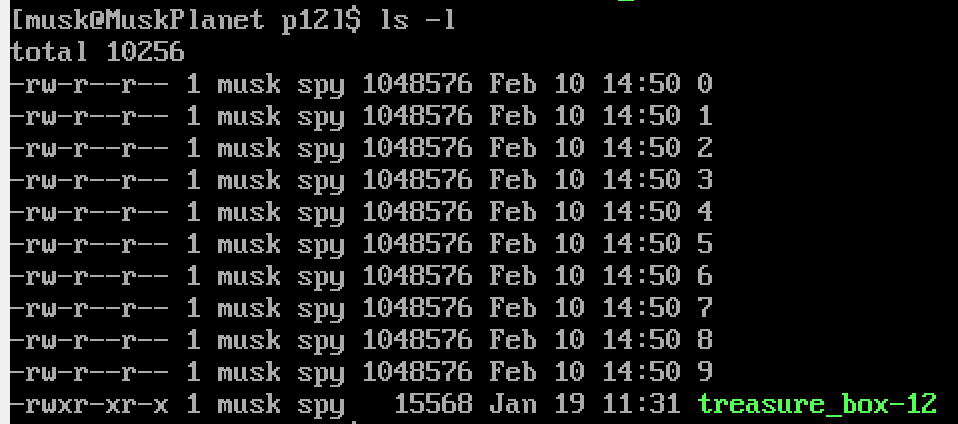 [musk@MuskPlanet p12]$ ls -l
total 10256
-rw-r--r-- 1 musk spy 1048576 Feb 10 14:50 0
-rw-r--r-- 1 musk spy 1048576 Feb 10 14:50 1
-rw-r--r-- 1 musk spy 1048576 Feb 10 14:50 2
-rw-r--r-- 1 musk spy 1048576 Feb 10 14:50 3
-rw-r--r-- 1 musk spy 1048576 Feb 10 14:50 4
-rw-r--r-- 1 musk spy 1048576 Feb 10 14:50 5
-rw-r--r-- 1 musk spy 1048576 Feb 10 14:50 6
-rw-r--r-- 1 musk spy 1048576 Feb 10 14:50 7
-rw-r--r-- 1 musk spy 1048576 Feb 10 14:50 8
-rw-r--r-- 1 musk spy 1048576 Feb 10 14:50 9
-rwxr-xr-x 1 musk spy   15568 Jan 19 11:31 treasure_box-12